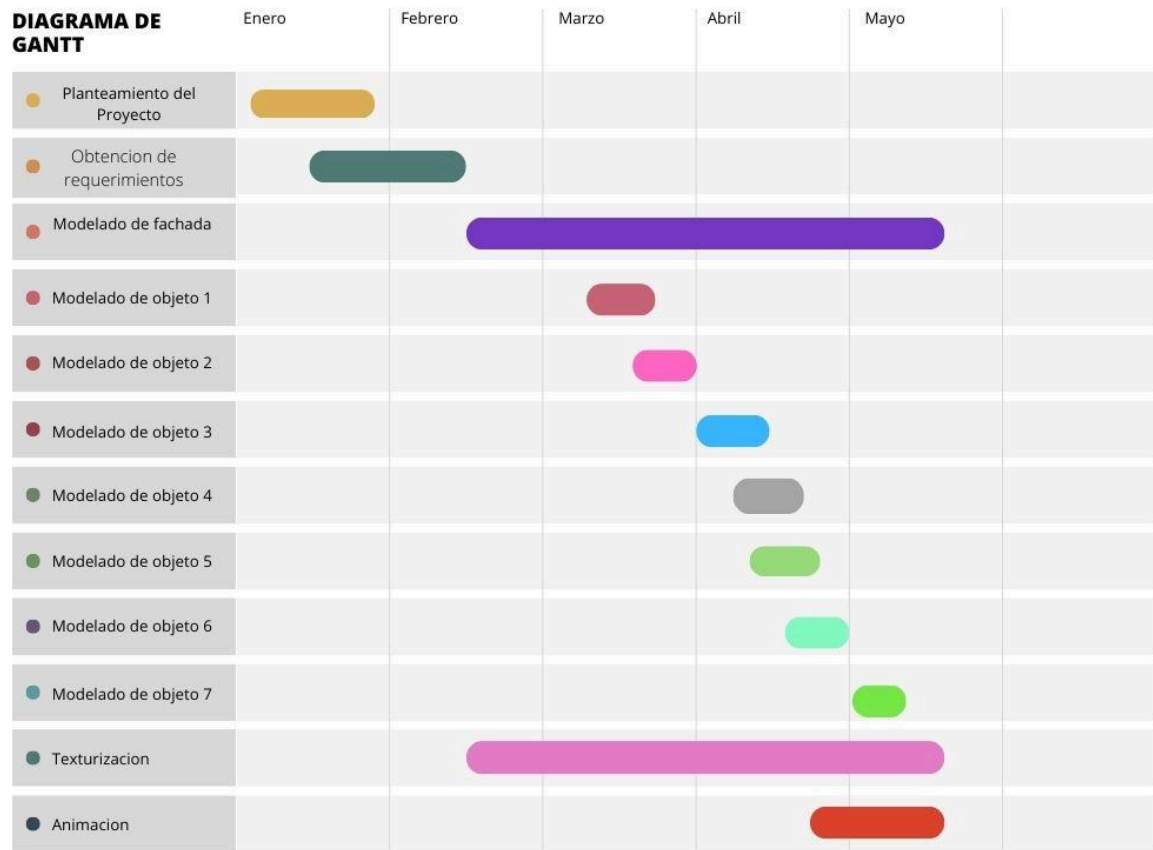 DIAGRAMA DE
GANTT
Enero
Febrero
Marzo
Abril
Mayo
Planteamiento del
Proyecto
Obtencion de
requerimientos
Modelado de fachada
Modelado de objeto 1
Modelado de objeto 2
Modelado de objeto 3
Modelado de objeto 4
Modelado de objeto 5
Modelado de objeto 6
Modelado de objeto 7
Texturizacion
Animacion